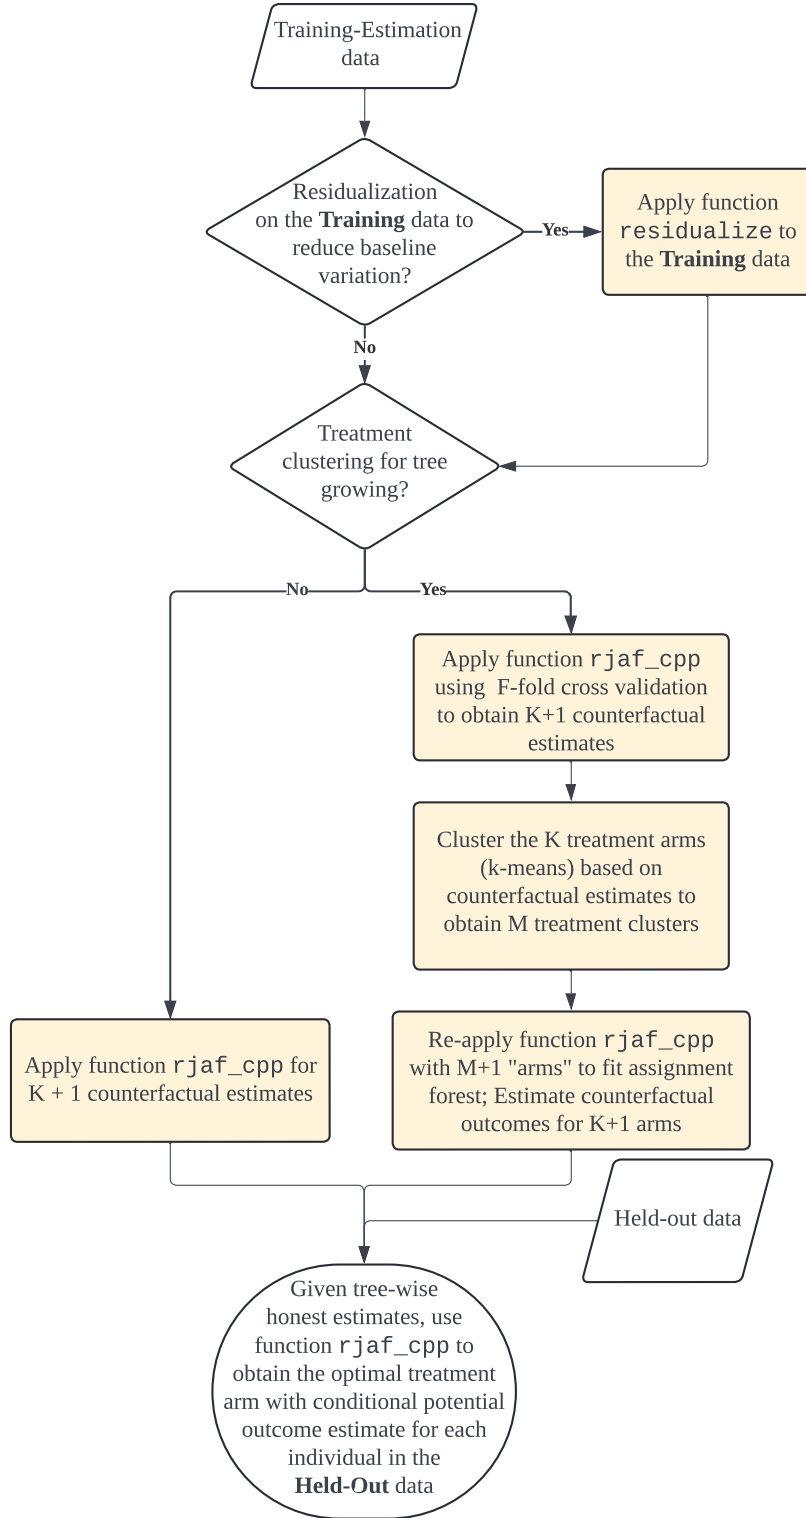 Training-Estimation
data
Residualization
on the Training data to
reduce baseline
variation?
Yes
Apply function
residualize to
the Training data
No
Treatment
clustering for tree
growing?
No
Yes
Apply function rjaf_cpp
using F-fold cross validation
to obtain K+1 counterfactual
estimates
Cluster the K treatment arms
(k-means) based on
counterfactual estimates to
obtain M treatment clusters
Apply function rjaf_cpp for
K + 1 counterfactual estimates
Re-apply function rjaf_cpp
with M+1 "arms" to fit assignment
forest; Estimate counterfactual
outcomes for K+1 arms
Held-out data
Given tree-wise
honest estimates, use
function rjaf_cpp to
obtain the optimal treatment
arm with conditional potential
outcome estimate for each
individual in the
Held-Out data